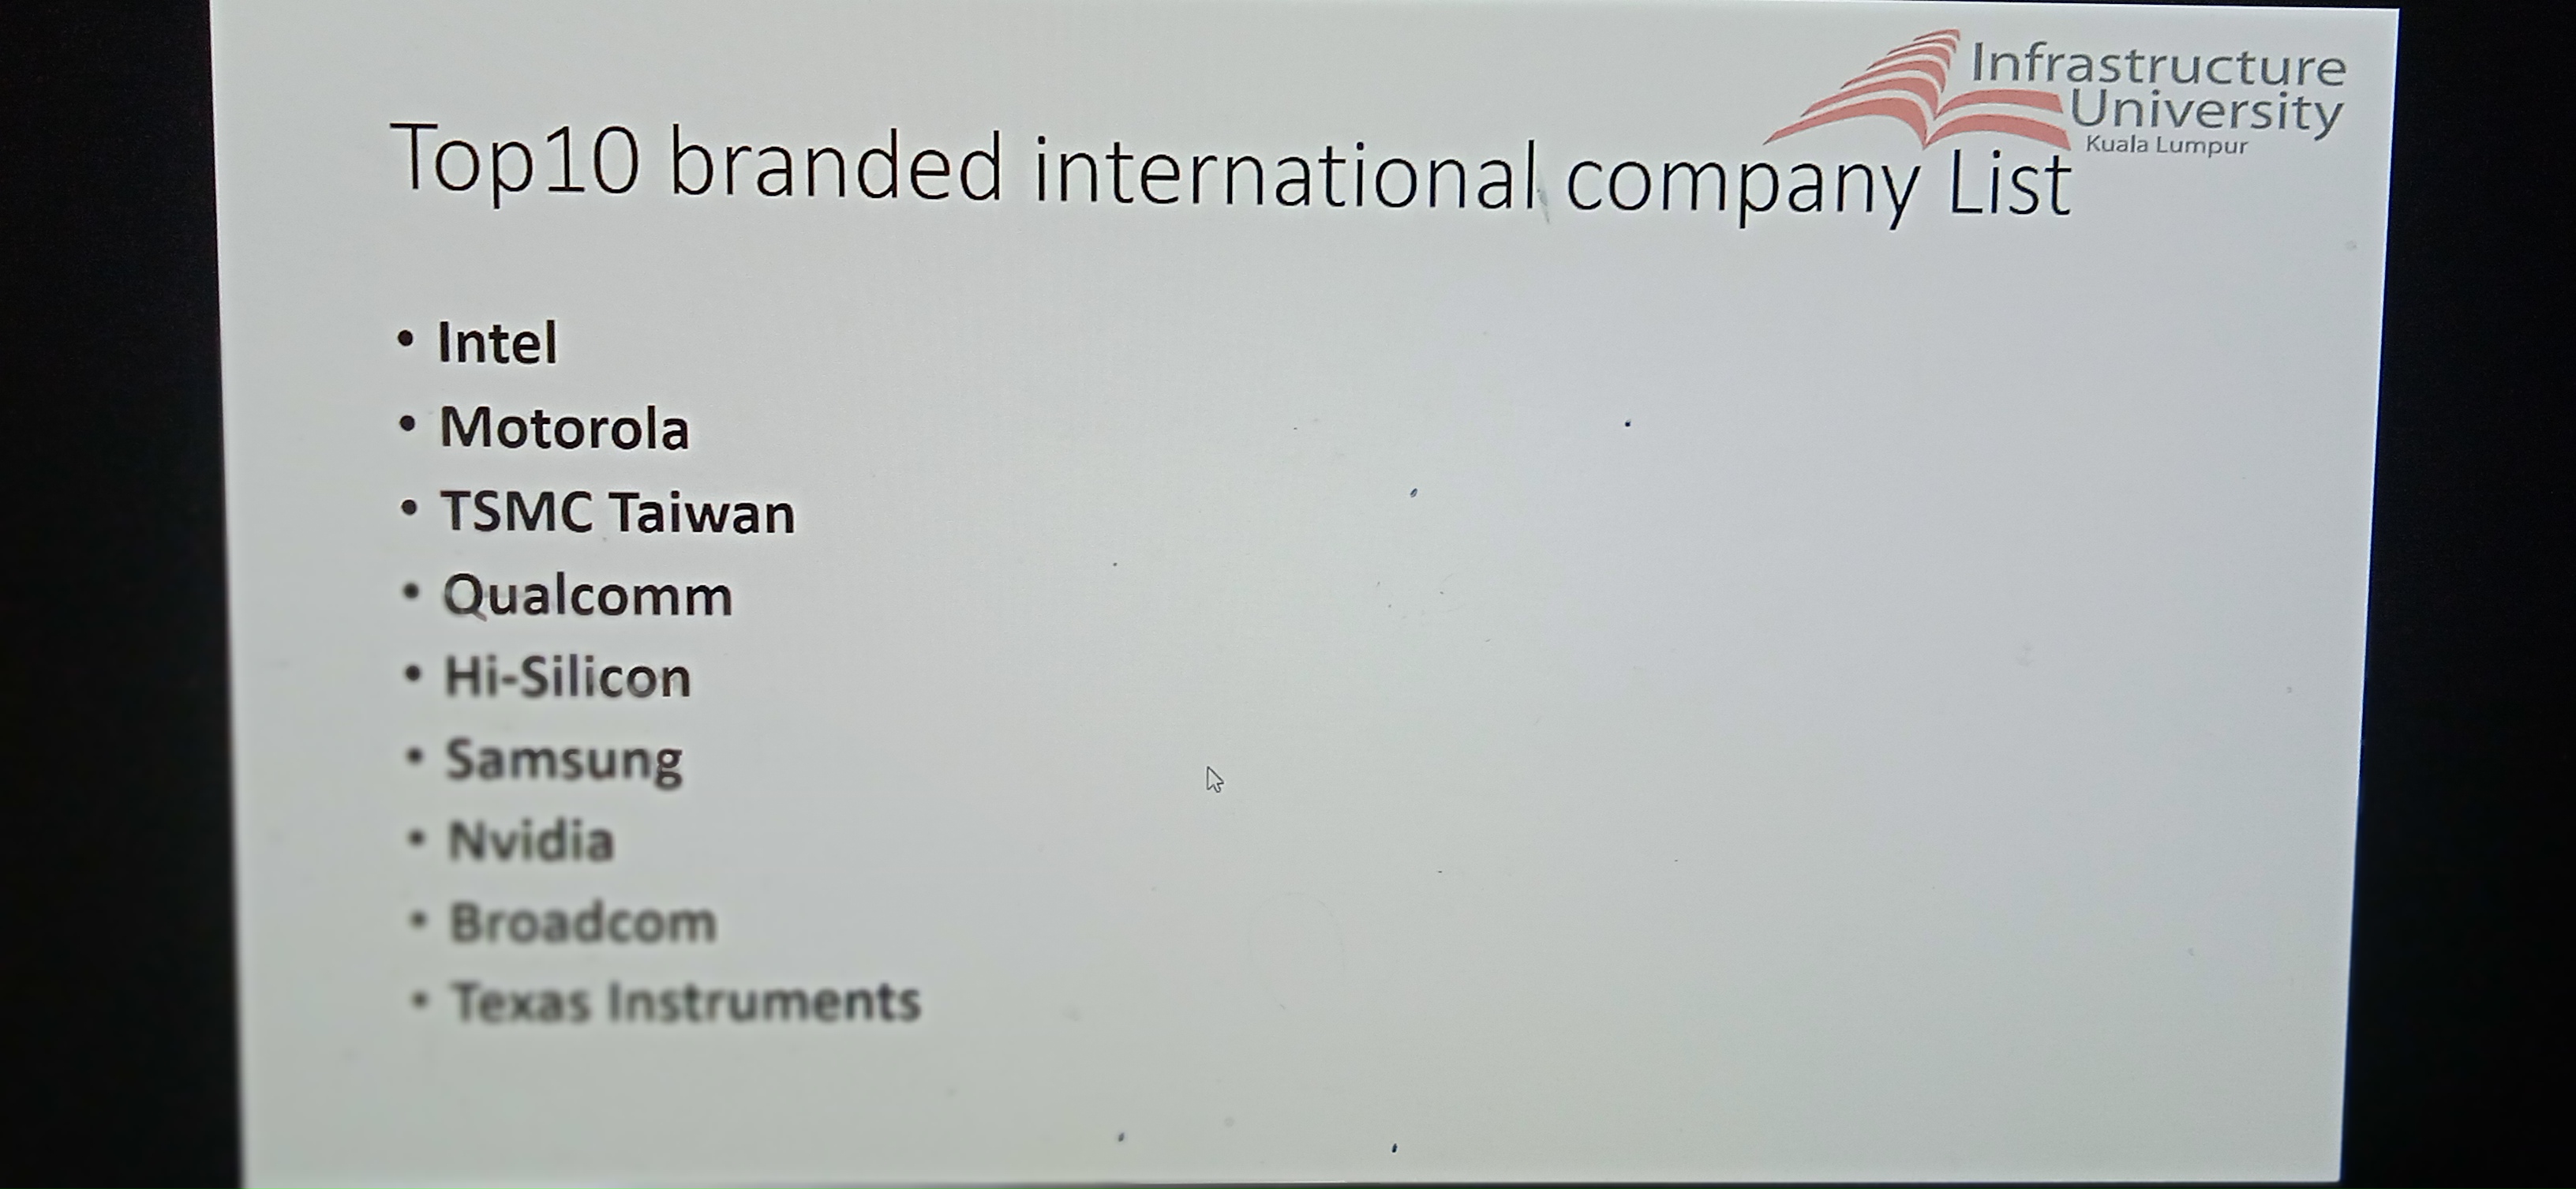 Infrastructure
University
Kuala Lumpur
Top10 branded international company List
• Intel
• Motorola
• TSMC Taiwan
• Qualcomm
• Hi-Silicon
• Samsung
• Nvidia
• Broadcom
• Texas Instruments